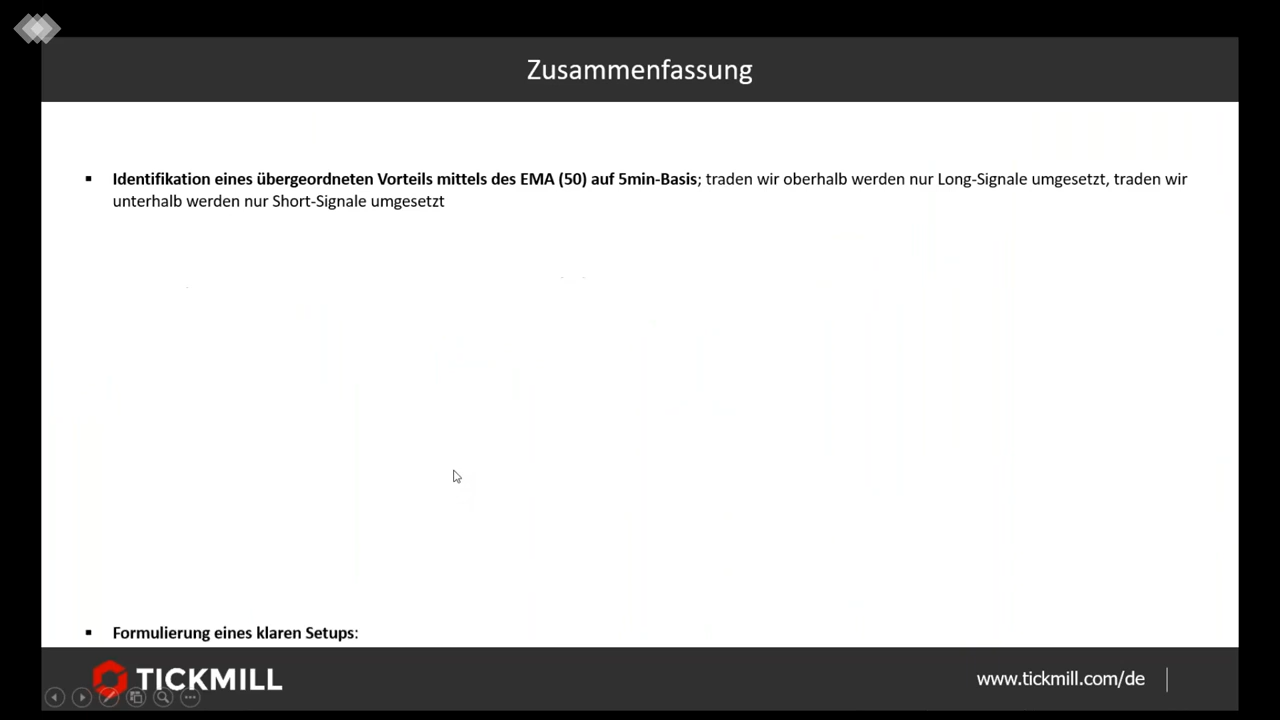 Zusammenfassung
▪ Identifikation eines übergeordneten Vorteils mittels des EMA (50) auf 5min-Basis; traden wir oberhalb werden nur Long-Signale umgesetzt, traden wir
unterhalb werden nur Short-Signale umgesetzt
▪ Formulierung eines klaren Setups:
TICKMILL
www.tickmill.com/de